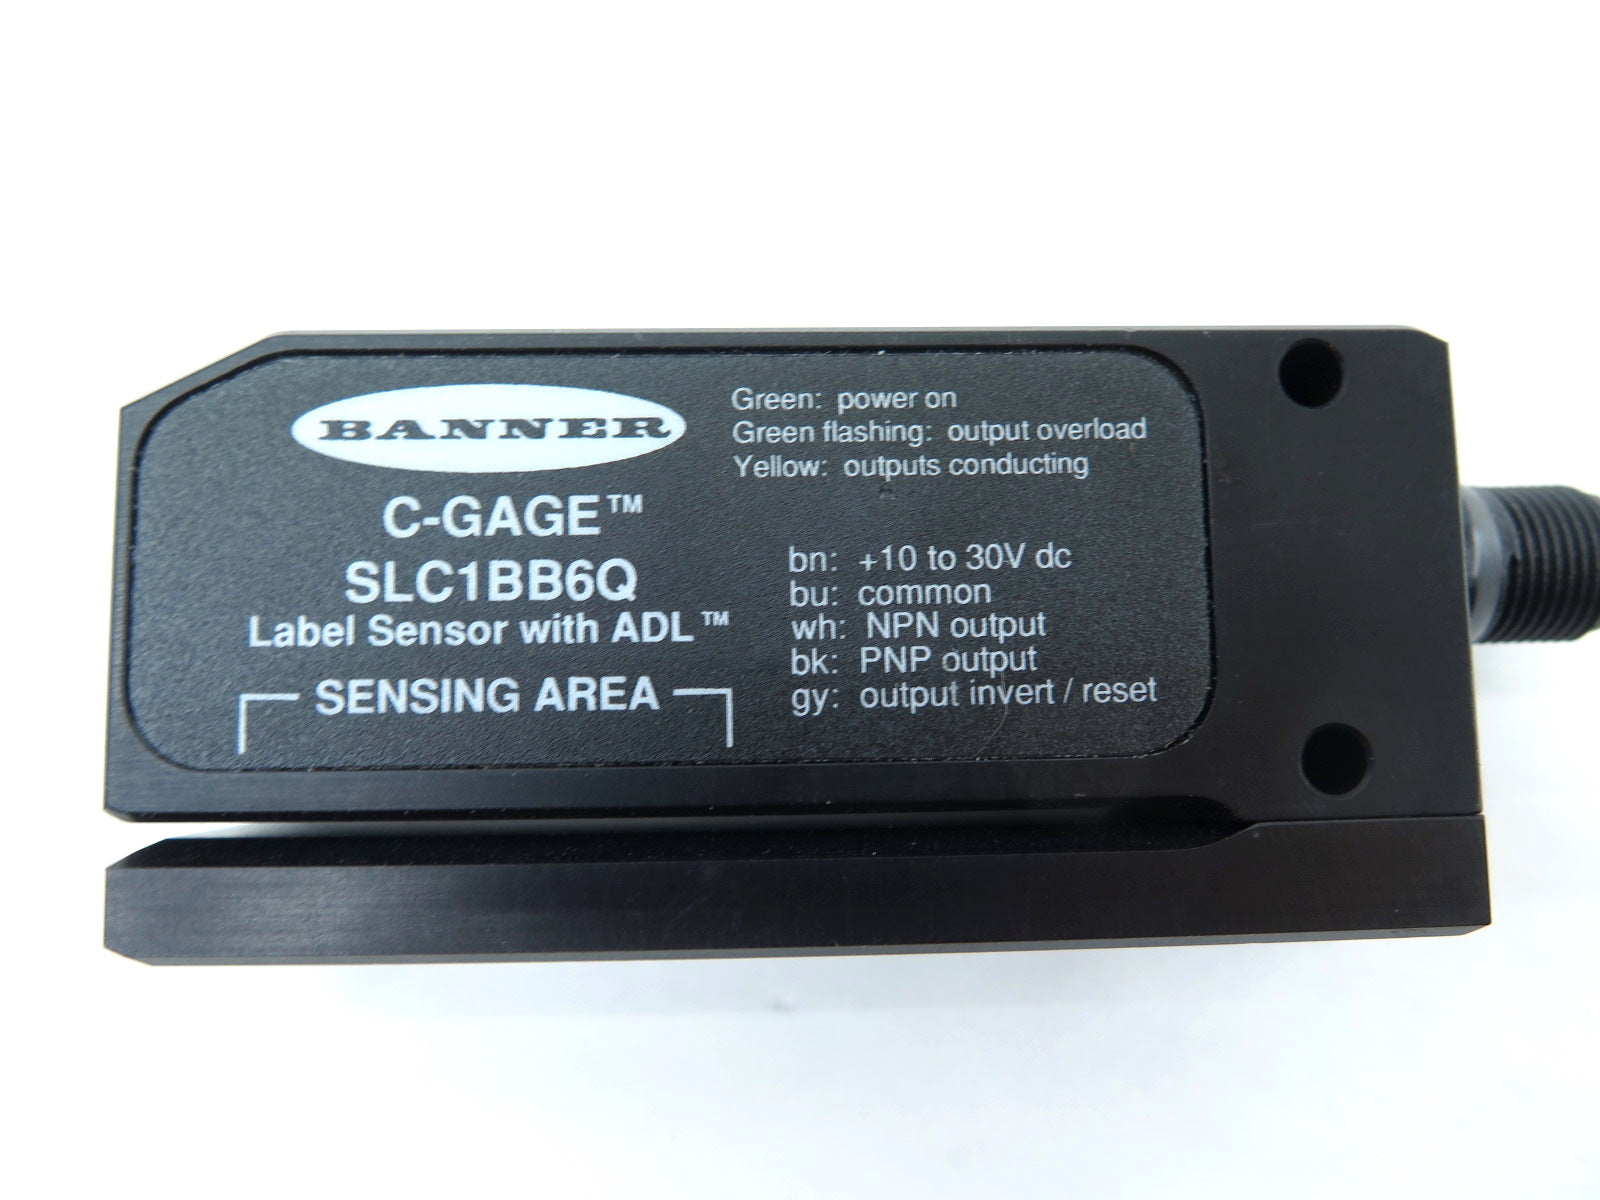 BANNER
C-GAGE™
SLC1BB6Q
Label Sensor with ADL™
SENSING AREA
Green: power on
Green flashing: output overload
Yellow: outputs conducting
bn: +10 to 30V dc
bu: common
wh: NPN output
bk: PNP output
gy: output invert / reset